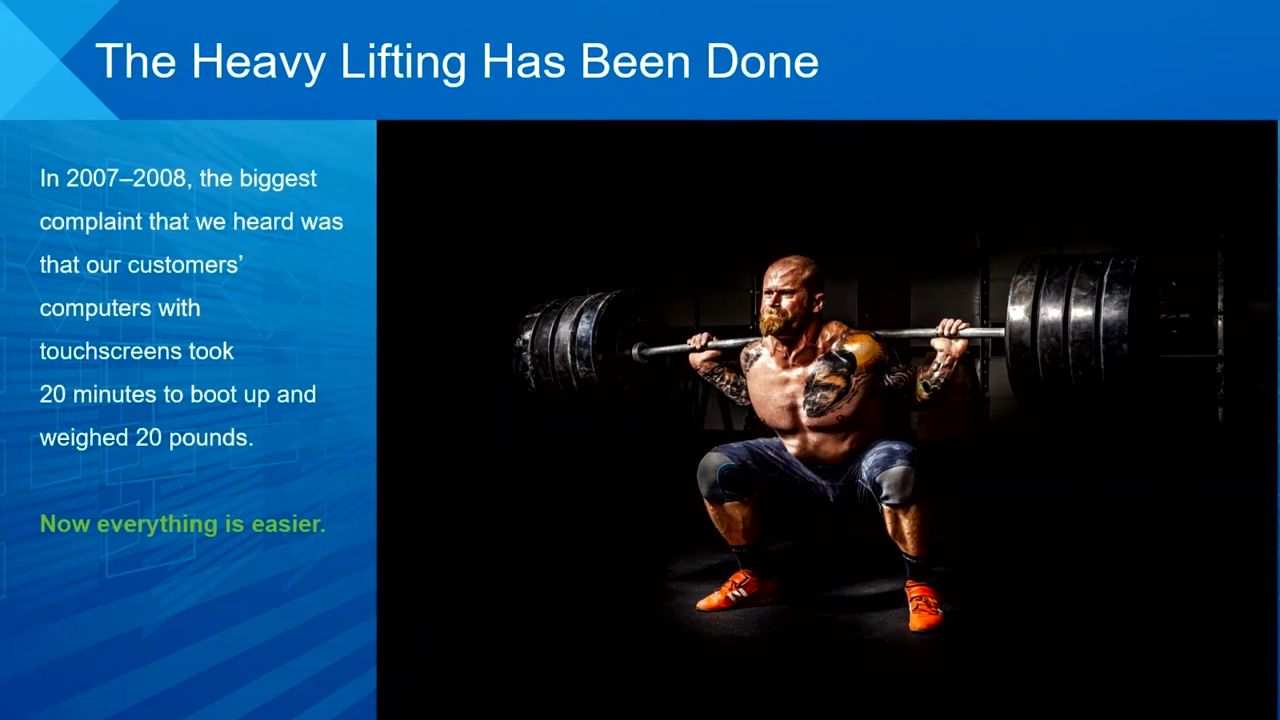 The Heavy Lifting Has Been Done
In 2007–2008, the biggest
complaint that we heard was
that our customers’
computers with
touchscreens took
20 minutes to boot up and
weighed 20 pounds.
Now everything is easier.